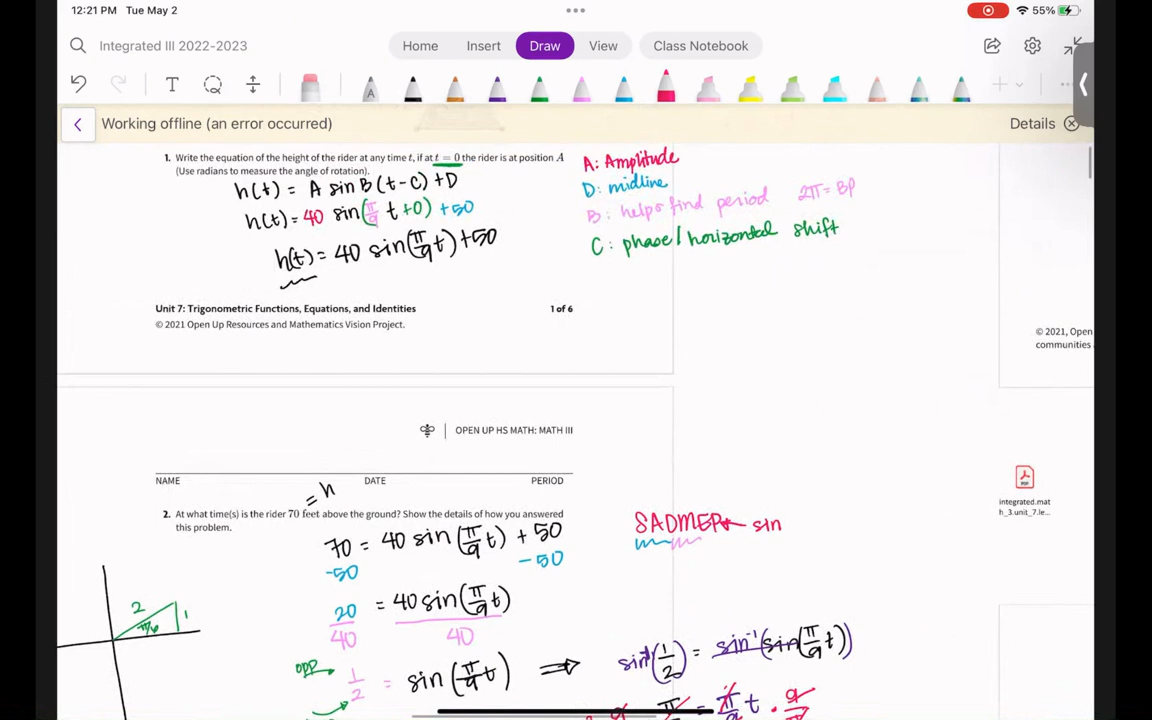 12:21 PM Tue May 2
55%
Integrated III 2022-2023
Home Insert Draw View Class Notebook
Working offline (an error occurred)
Details
1. Write the equation of the height of the rider at any time t, if at t = 0 the rider is at position A
(Use radians to measure the angle of rotation).
h(t) = A sin B (t-c) +D
h(t) = 40 sin(π/9 t +0) +50
h(t) = 40 sin(π/9 t) +50
A: Amplitude
D: midline
B: helps find period 2π = BP
C: phase/horizontal shift
Unit 7: Trigonometric Functions, Equations, and Identities
1 of 6
© 2021 Open Up Resources and Mathematics Vision Project.
© 2021, Open
communities
OPEN UP HS MATH: MATH III
NAME DATE PERIOD
= h
2. At what time(s) is the rider 70 feet above the ground? Show the details of how you answered
this problem.
70 = 40 sin(π/9 t) + 50
-50 -50
20/40 = 40 sin(π/9 t)/40
1/2 = sin(π/9 t) ⇒
SADMEP ← sin
sin⁻¹(1/2) = sin⁻¹(sin(π/9 t))
π/9 t · 9
2
1
π/6
opp
integrated.mat
h_3.unit_7.le...